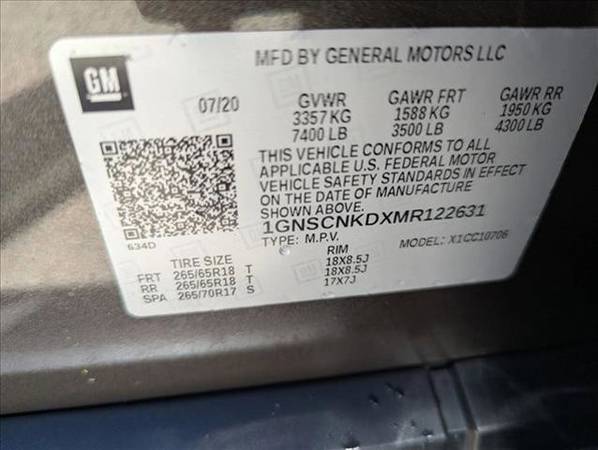 GM
MFD BY GENERAL MOTORS LLC
07/20 GVWR GAWR FRT GAWR RR
3357 KG 1588 KG 1950 KG
7400 LB 3500 LB 4300 LB
THIS VEHICLE CONFORMS TO ALL
APPLICABLE U.S. FEDERAL MOTOR
VEHICLE SAFETY STANDARDS IN EFFECT
ON THE DATE OF MANUFACTURE
SHOWN ABOVE.
1GNSCNKDXMR122631
634D TYPE: M.P.V. MODEL: X1CC10706
TIRE SIZE RIM
FRT 265/65R18 T 18X8.5J
RR 265/65R18 T 18X8.5J
SPA 265/70R17 S 17X7J